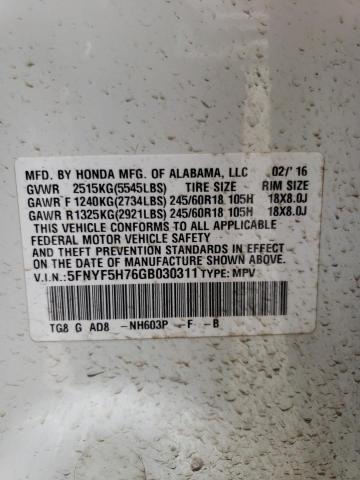 MFD. BY HONDA MFG. OF ALABAMA, LLC 02/'16
GVWR 2515KG(5545LBS) TIRE SIZE RIM SIZE
GAWR F 1240KG(2734LBS) 245/60R18 105H 18X8.0J
GAWR R1325KG(2921LBS) 245/60R18 105H 18X8.0J
THIS VEHICLE CONFORMS TO ALL APPLICABLE
FEDERAL MOTOR VEHICLE SAFETY, BUMPER,
AND THEFT PREVENTION STANDARDS IN EFFECT
ON THE DATE OF MANUFACTURE SHOWN ABOVE.
V.I.N.:5FNYF5H76GB030311 TYPE: MPV
TG8 G AD8 -NH603P -F -B